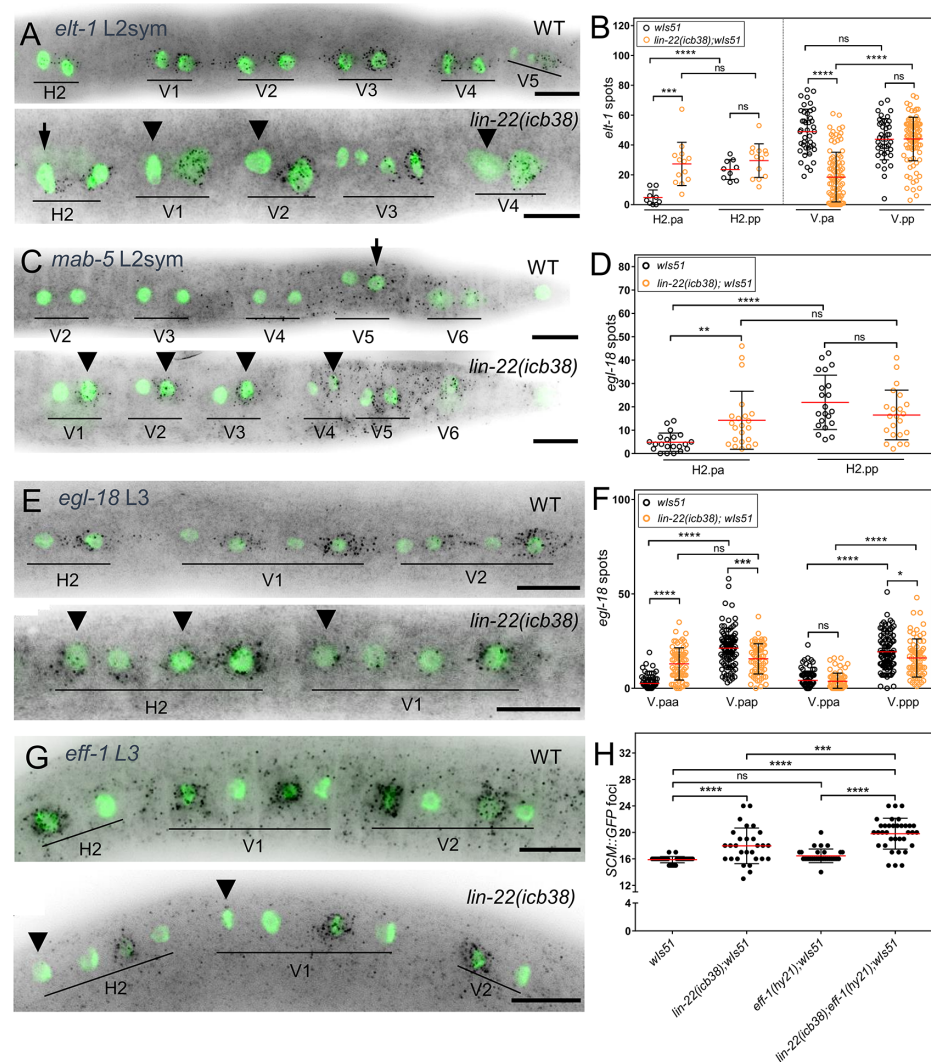 A elt-1 L2sym WT
H2 V1 V2 V3 V4 V5
lin-22(icb38)
H2 V1 V2 V3 V4
B
wIs51
lin-22(icb38);wIs51
elt-1 spots
120
100
80
60
40
20
0
ns
**** ****
ns **** ns
*** ns
H2.pa H2.pp V.pa V.pp
C mab-5 L2sym WT
V2 V3 V4 V5 V6
lin-22(icb38)
V1 V2 V3 V4 V5 V6
D
wIs51
lin-22(icb38); wIs51
egl-18 spots
80
70
60
50
40
30
20
10
0
****
ns
** ns
H2.pa H2.pp
E egl-18 L3 WT
H2 V1 V2
lin-22(icb38)
H2 V1
F
wIs51
lin-22(icb38); wIs51
egl-18 spots
100
50
0
**** ****
ns ****
*** *
**** ns
V.paa V.pap V.ppa V.ppp
G eff-1 L3 WT
H2 V1 V2
lin-22(icb38)
H2 V1 V2
H
SCM::GFP foci
32
28
24
20
16
12
4
0
***
****
ns
**** ****
wIs51
lin-22(icb38);wIs51
eff-1(hy21);wIs51
lin-22(icb38);eff-1(hy21);wIs51